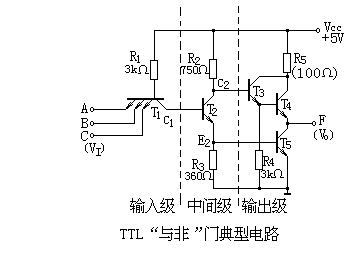 Vcc
+5V
R1
3kΩ
R2
750Ω
R5
(100Ω)
C2
T3
T4
A
B
C
(VI)
T1
C1
T2
F
(Vo)
E2
T5
R3
360Ω
R4
3kΩ
输入级 中间级 输出级
TTL“与非”门典型电路